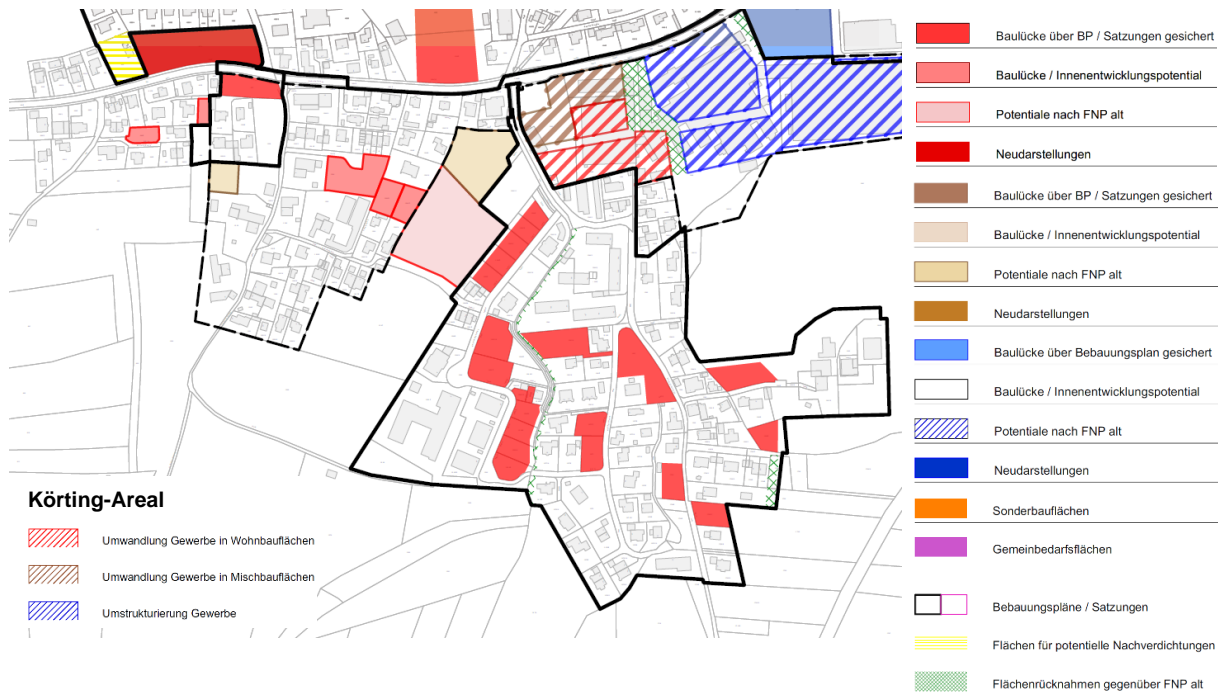 Körting-Areal
Umwandlung Gewerbe in Wohnbauflächen
Umwandlung Gewerbe in Mischbauflächen
Umstrukturierung Gewerbe
Baulücke über BP / Satzungen gesichert
Baulücke / Innenentwicklungspotential
Potentiale nach FNP alt
Neudarstellungen
Baulücke über BP / Satzungen gesichert
Baulücke / Innenentwicklungspotential
Potentiale nach FNP alt
Neudarstellungen
Baulücke über Bebauungsplan gesichert
Baulücke / Innenentwicklungspotential
Potentiale nach FNP alt
Neudarstellungen
Sonderbauflächen
Gemeinbedarfsflächen
Bebauungspläne / Satzungen
Flächen für potentielle Nachverdichtungen
Flächenrücknahmen gegenüber FNP alt